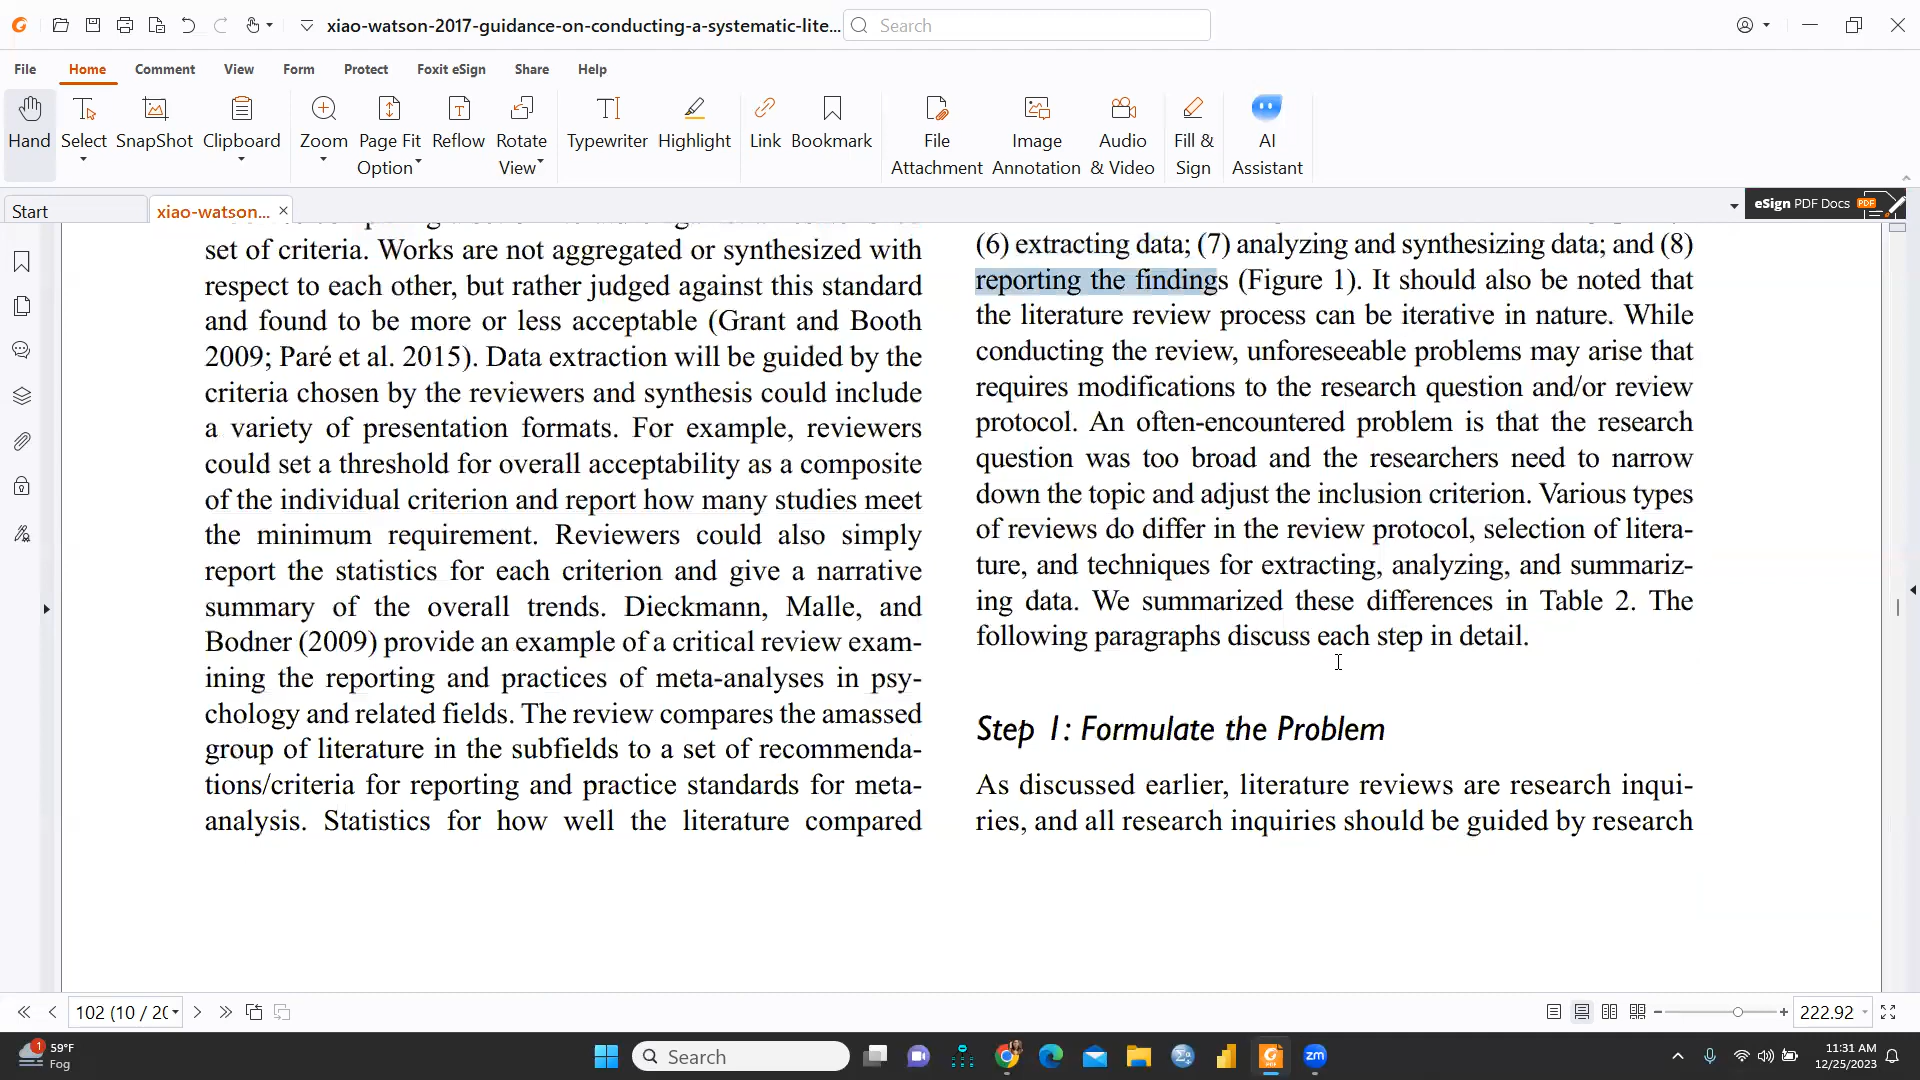 xiao-watson-2017-guidance-on-conducting-a-systematic-lite...
Search
File
Home
Comment
View
Form
Protect
Foxit eSign
Share
Help
Hand
Select
SnapShot
Clipboard
Zoom
Page Fit
Option
Reflow
Rotate
View
Typewriter
Highlight
Link
Bookmark
File
Attachment
Image
Annotation
Audio
& Video
Fill &
Sign
AI
Assistant
Start
xiao-watson...
eSign PDF Docs
PDF
set of criteria. Works are not aggregated or synthesized with
respect to each other, but rather judged against this standard
and found to be more or less acceptable (Grant and Booth
2009; Paré et al. 2015). Data extraction will be guided by the
criteria chosen by the reviewers and synthesis could include
a variety of presentation formats. For example, reviewers
could set a threshold for overall acceptability as a composite
of the individual criterion and report how many studies meet
the minimum requirement. Reviewers could also simply
report the statistics for each criterion and give a narrative
summary of the overall trends. Dieckmann, Malle, and
Bodner (2009) provide an example of a critical review exam-
ining the reporting and practices of meta-analyses in psy-
chology and related fields. The review compares the amassed
group of literature in the subfields to a set of recommenda-
tions/criteria for reporting and practice standards for meta-
analysis. Statistics for how well the literature compared
(6) extracting data; (7) analyzing and synthesizing data; and (8)
reporting the findings (Figure 1). It should also be noted that
the literature review process can be iterative in nature. While
conducting the review, unforeseeable problems may arise that
requires modifications to the research question and/or review
protocol. An often-encountered problem is that the research
question was too broad and the researchers need to narrow
down the topic and adjust the inclusion criterion. Various types
of reviews do differ in the review protocol, selection of litera-
ture, and techniques for extracting, analyzing, and summariz-
ing data. We summarized these differences in Table 2. The
following paragraphs discuss each step in detail.
Step 1: Formulate the Problem
As discussed earlier, literature reviews are research inqui-
ries, and all research inquiries should be guided by research
102 (10 / 20
222.92
1
59°F
Fog
Search
zm
11:31 AM
12/25/2023